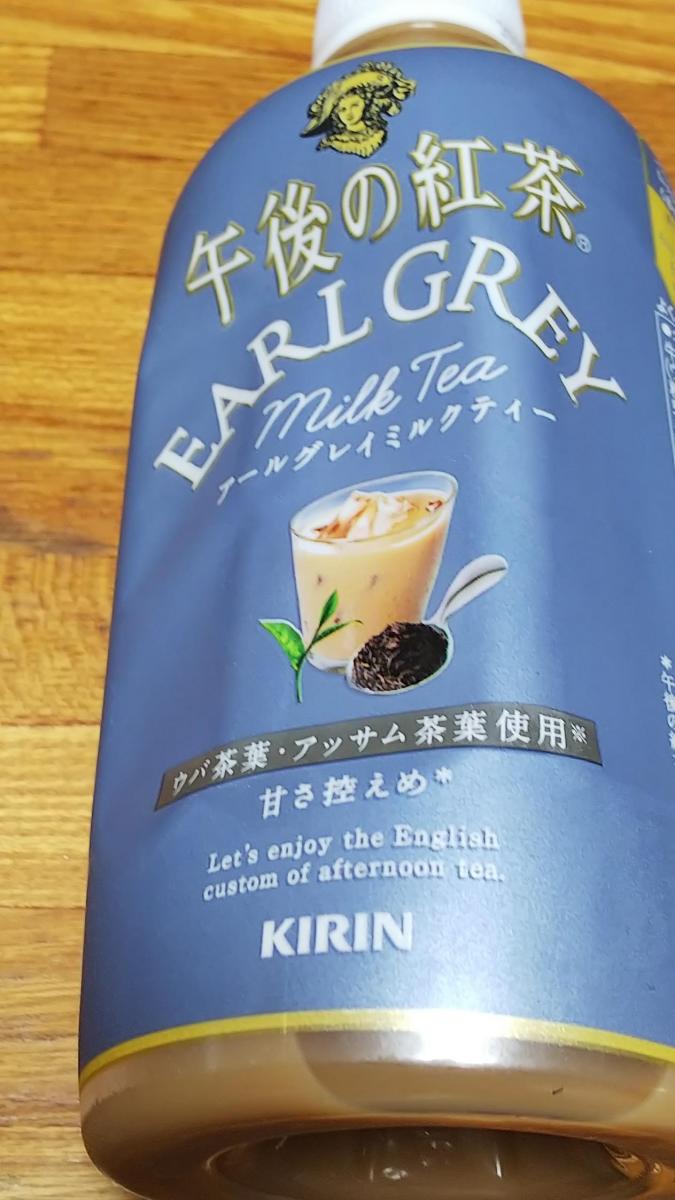 午後の紅茶®
EARL GREY
Milk Tea
アールグレイミルクティー
ウバ茶葉・アッサム茶葉使用※
甘さ控えめ*
Let's enjoy the English
custom of afternoon tea.
KIRIN